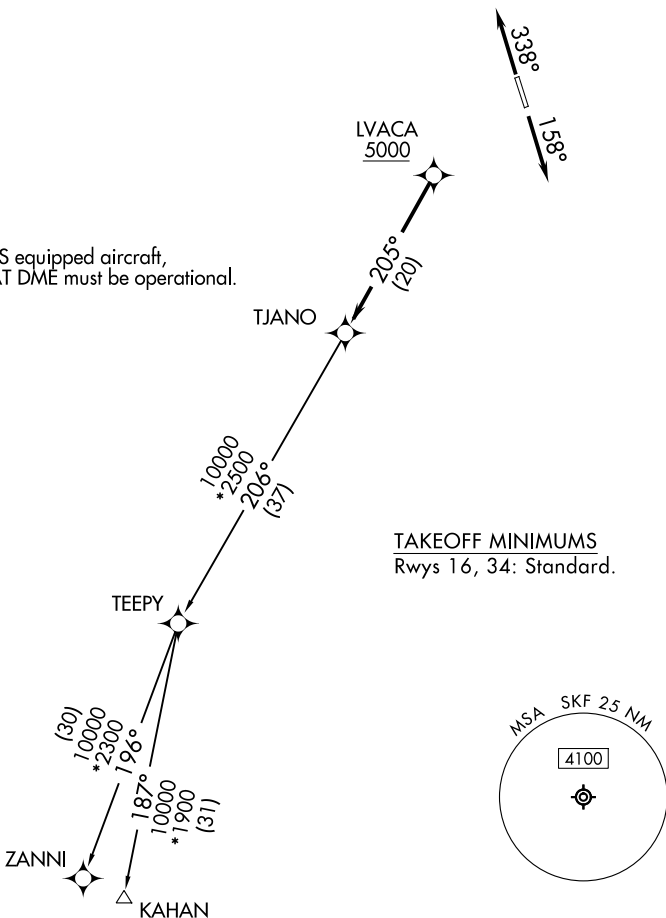 338°
158°
LVACA
5000
S equipped aircraft,
AT DME must be operational.
205°
(20)
TJANO
10000
*2500
206°
(37)
TAKEOFF MINIMUMS
Rwys 16, 34: Standard.
TEEPY
(30)
10000
*2300
196°
187°
10000
*1900
(31)
MSA SKF 25 NM
4100
ZANNI
KAHAN